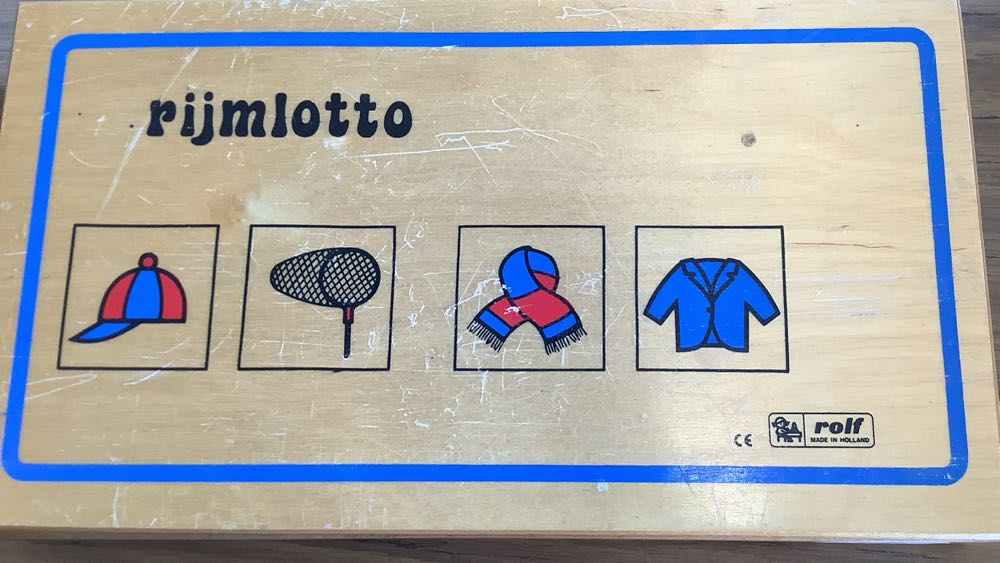 rijmlotto
CE
rolf
MADE IN HOLLAND